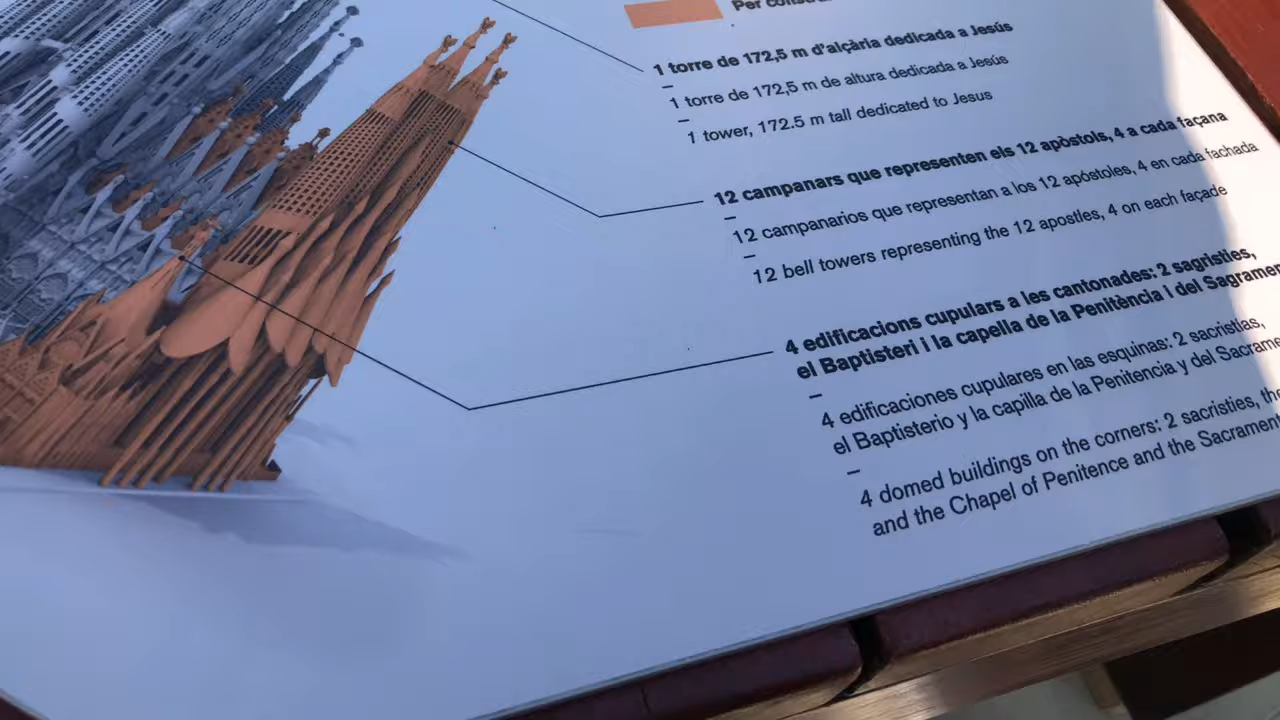 Per
1 torre de 172,5 m d'alçària dedicada a Jesús
1 torre de 172,5 m de altura dedicada a Jesús
1 tower, 172.5 m tall dedicated to Jesus
12 campanars que representen els 12 apòstols, 4 a cada façana
12 campanarios que representan a los 12 apóstoles, 4 en cada fachada
12 bell towers representing the 12 apostles, 4 on each façade
4 edificacions cupulars a les cantonades: 2 sagristies,
el Baptisteri i la capella de la Penitència i del
4 edificaciones cupulares en las esquinas: 2 sacristías,
el Baptisterio y la capilla de la Penitencia y del
4 domed buildings on the corners: 2 sacristies,
and the Chapel of Penitence and the Sacrament